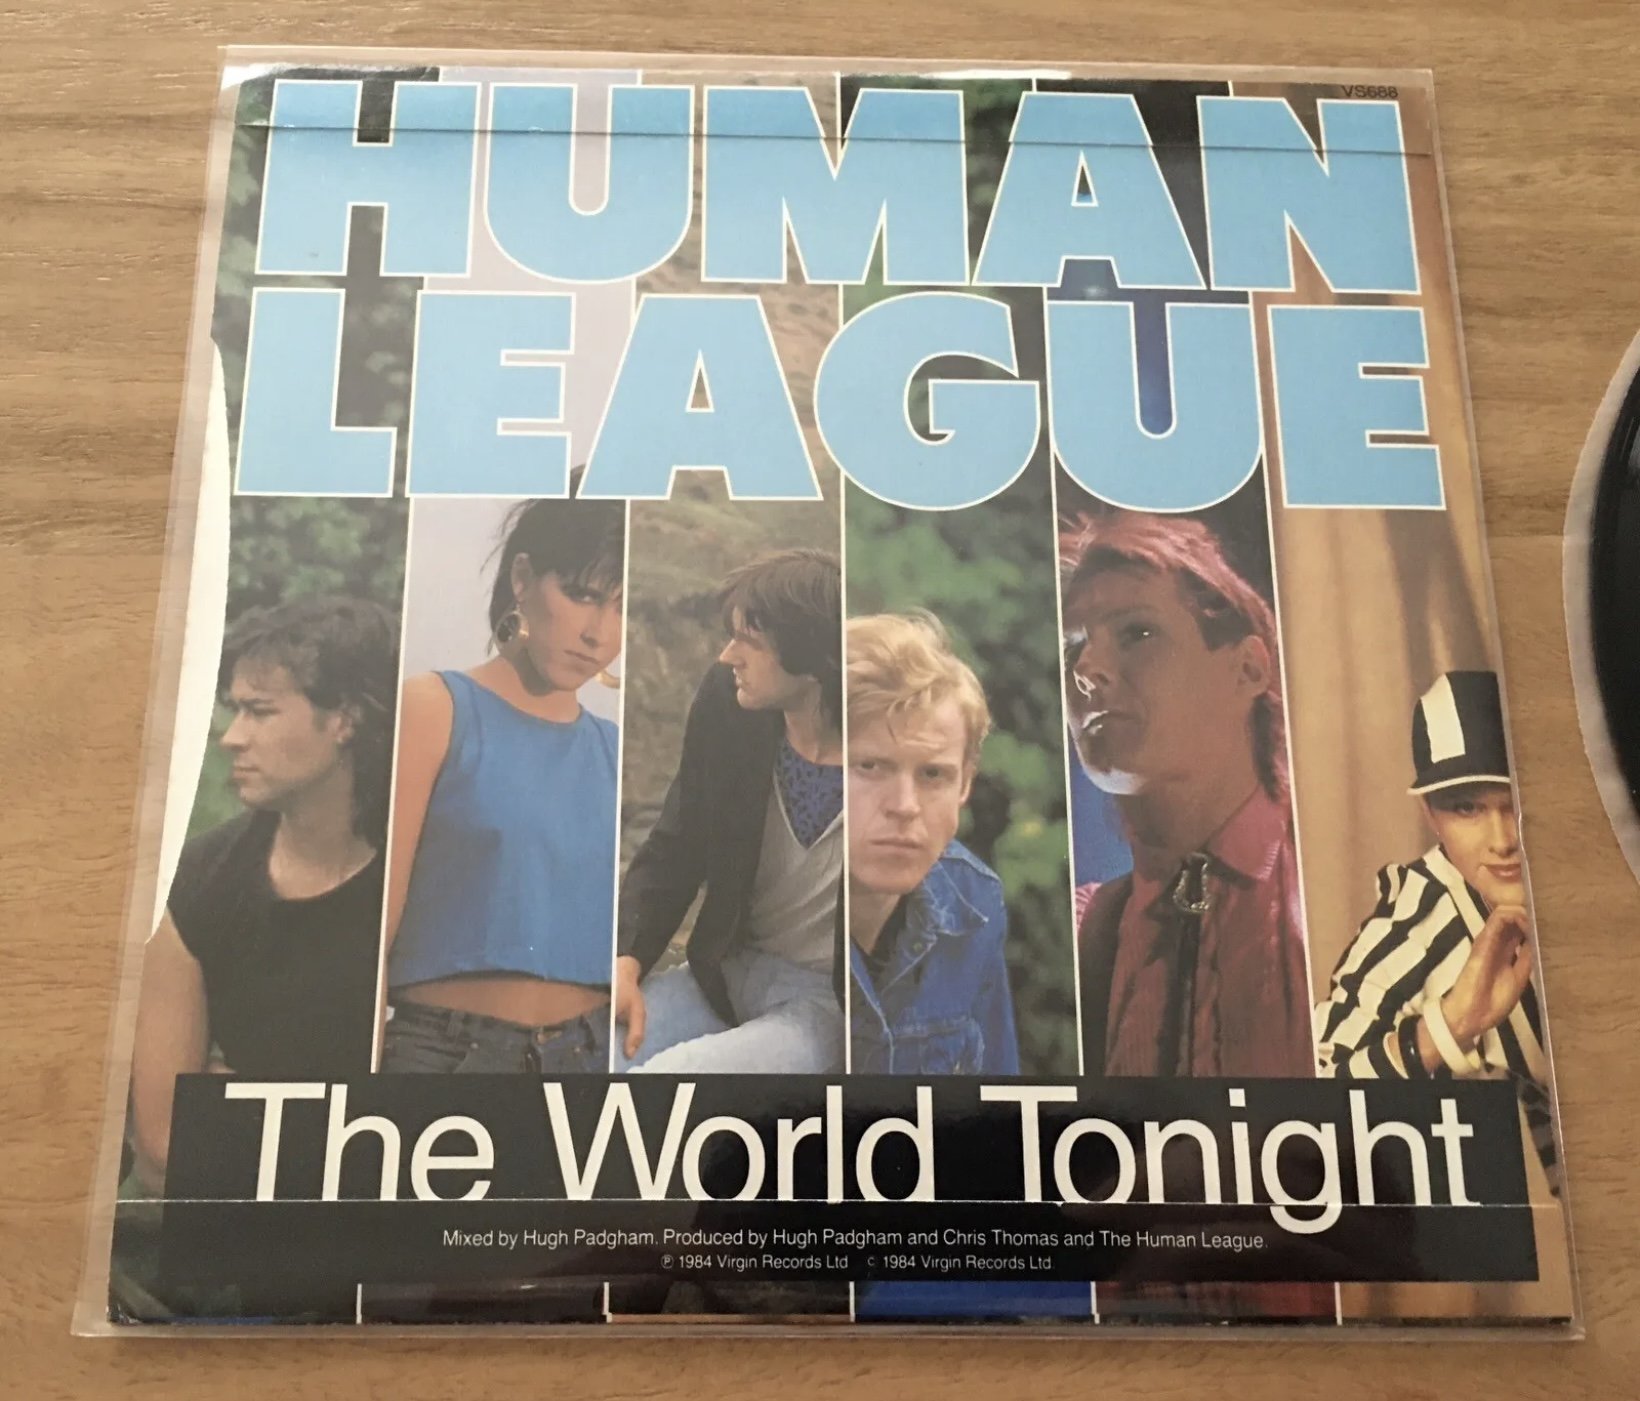 VS688
HUMAN
LEAGUE
The World Tonight
Mixed by Hugh Padgham. Produced by Hugh Padgham and Chris Thomas and The Human League.
℗ 1984 Virgin Records Ltd © 1984 Virgin Records Ltd.